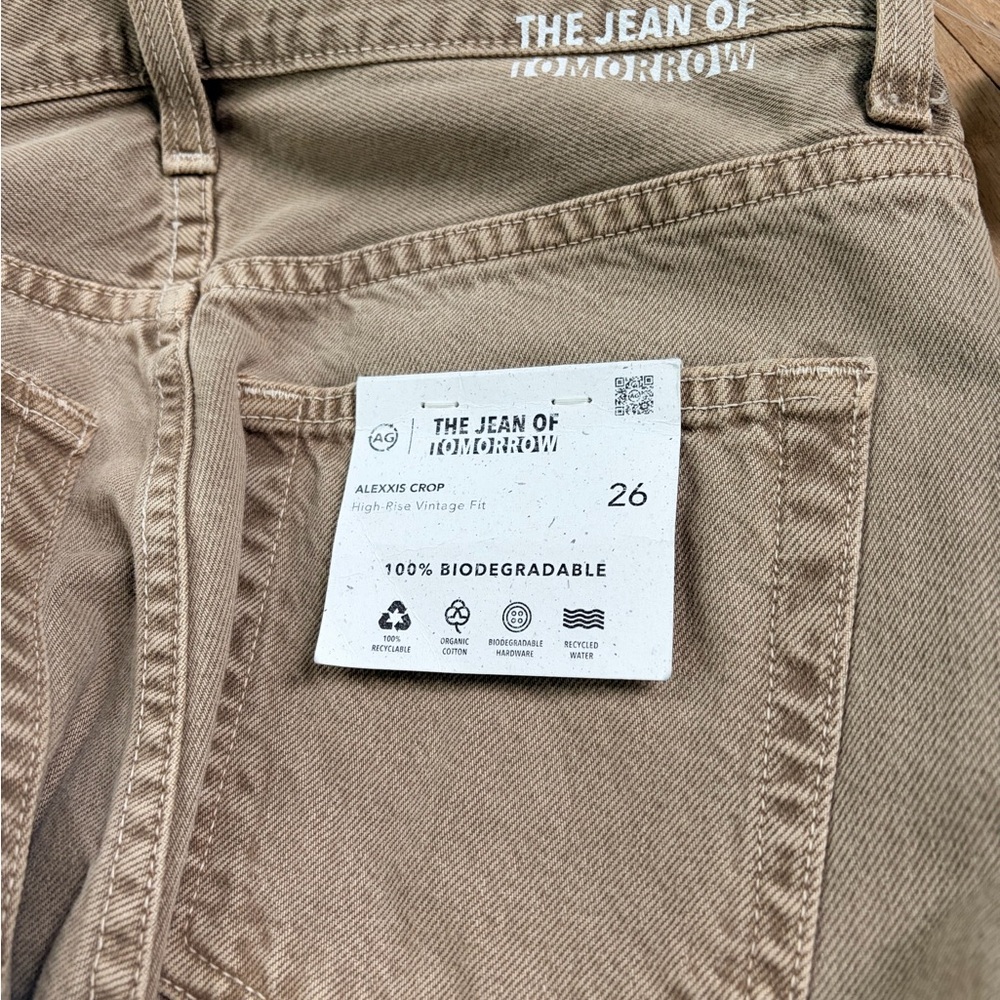 THE JEAN OF
TOMORROW
AG
THE JEAN OF
TOMORROW
ALEXXIS CROP
High-Rise Vintage Fit
26
100% BIODEGRADABLE
100%
RECYCLABLE
ORGANIC
COTTON
BIODEGRADABLE
HARDWARE
RECYCLED
WATER